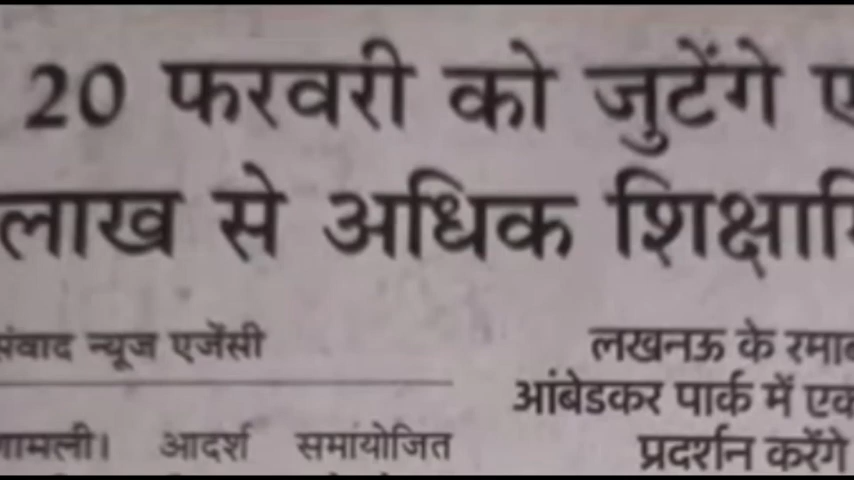 20 फरवरी को जुटेंगे
लाख से अधिक
संवाद न्यूज एजेंसी
लखनऊ के
आंबेडकर पार्क में
प्रदर्शन करेंगे
आदर्श समायोजित